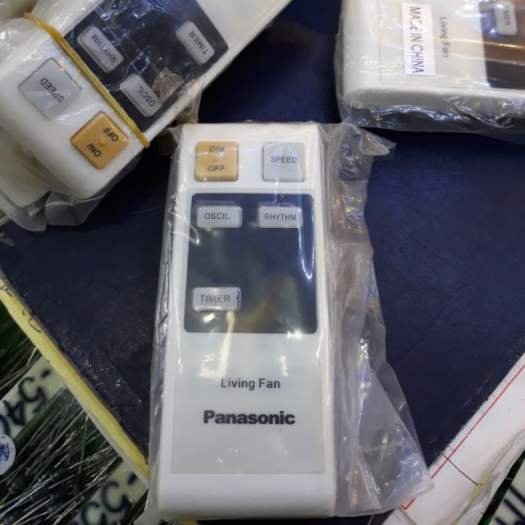 TIMER
RHYTHM
OSCIL.
SPEED
ON/
OFF
Living Fan
MADE IN CHINA
ON/
OFF
SPEED
OSCIL.
RHYTHM
TIMER
Living Fan
Panasonic